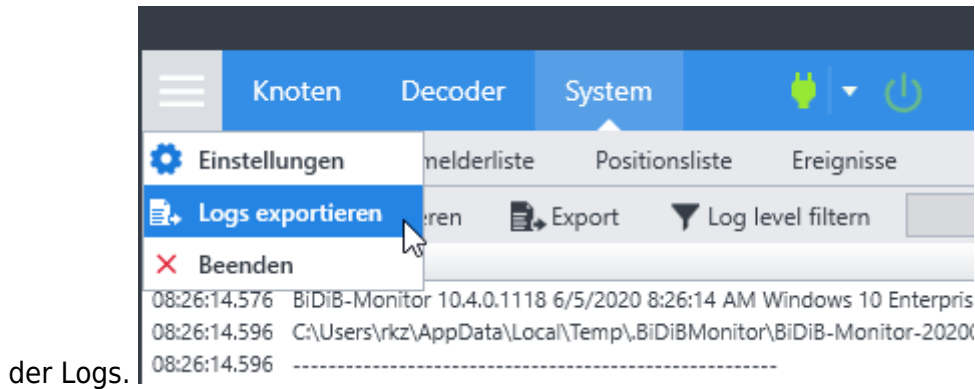 Knoten Decoder System
Einstellungen melderliste Positionsliste Ereignisse
Logs exportieren eren Export Log level filtern
Beenden
08:26:14.576 BiDiB-Monitor 10.4.0.1118 6/5/2020 8:26:14 AM Windows 10 Enterpris
08:26:14.596 C:\Users\rkz\AppData\Local\Temp\.BiDiBMonitor\BiDiB-Monitor-2020
der Logs. 08:26:14.596 -------------------------------------------------------